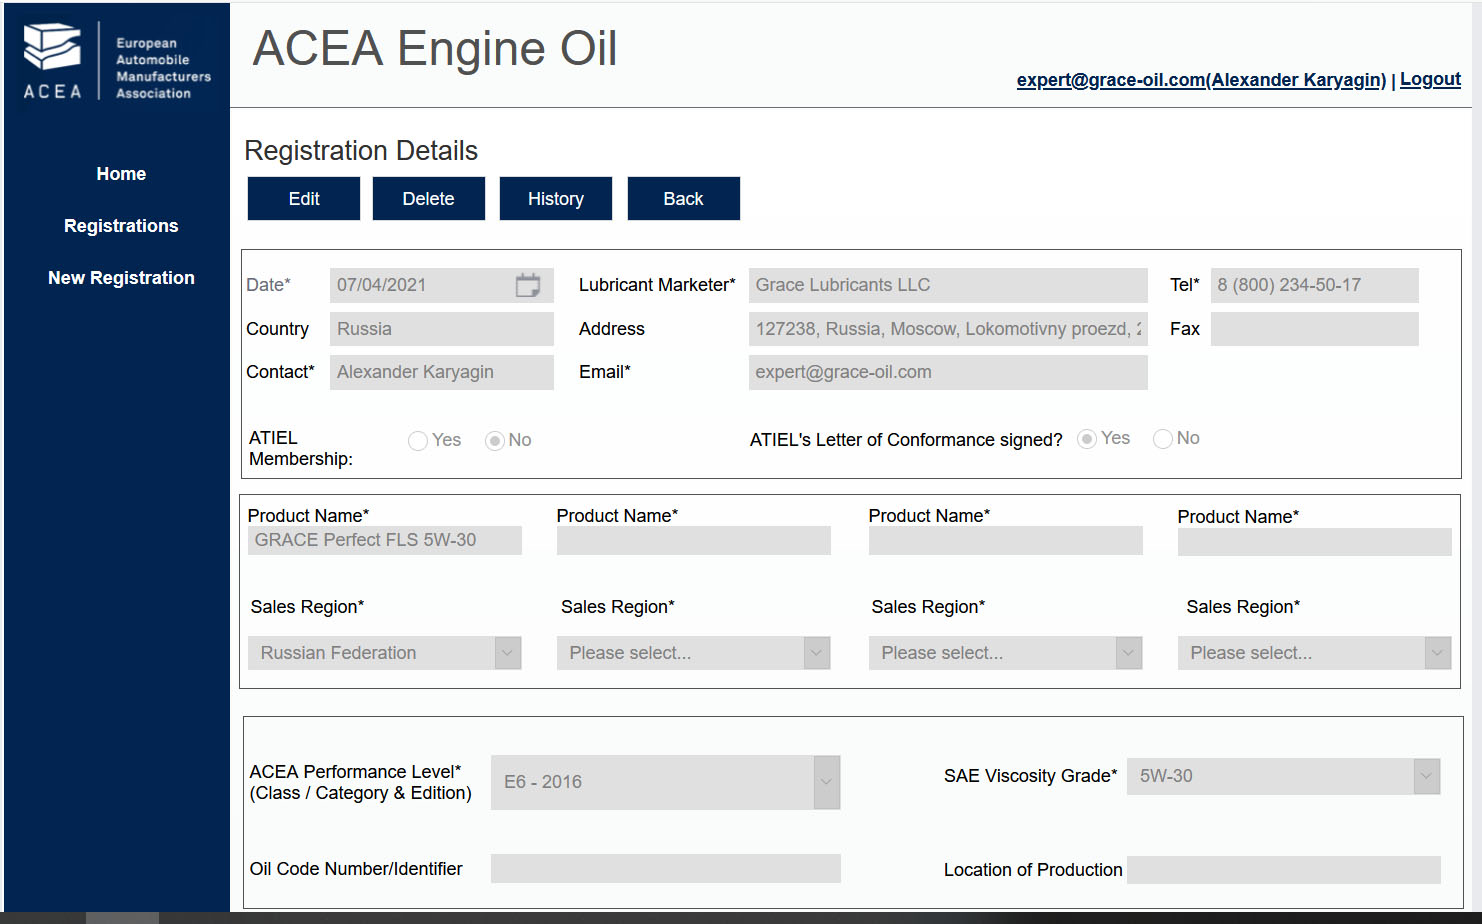 ACEA
European
Automobile
Manufacturers
Association
ACEA Engine Oil
expert@grace-oil.com(Alexander Karyagin) | Logout
Home
Registrations
New Registration
Registration Details
Edit Delete History Back
Date* 07/04/2021 Lubricant Marketer* Grace Lubricants LLC Tel* 8 (800) 234-50-17
Country Russia Address 127238, Russia, Moscow, Lokomotivny proezd, Fax
Contact* Alexander Karyagin Email* expert@grace-oil.com
ATIEL
Membership: Yes No ATIEL's Letter of Conformance signed? Yes No
Product Name* Product Name* Product Name* Product Name*
GRACE Perfect FLS 5W-30
Sales Region* Sales Region* Sales Region* Sales Region*
Russian Federation Please select... Please select... Please select...
ACEA Performance Level*
(Class / Category & Edition) E6 - 2016 SAE Viscosity Grade* 5W-30
Oil Code Number/Identifier Location of Production